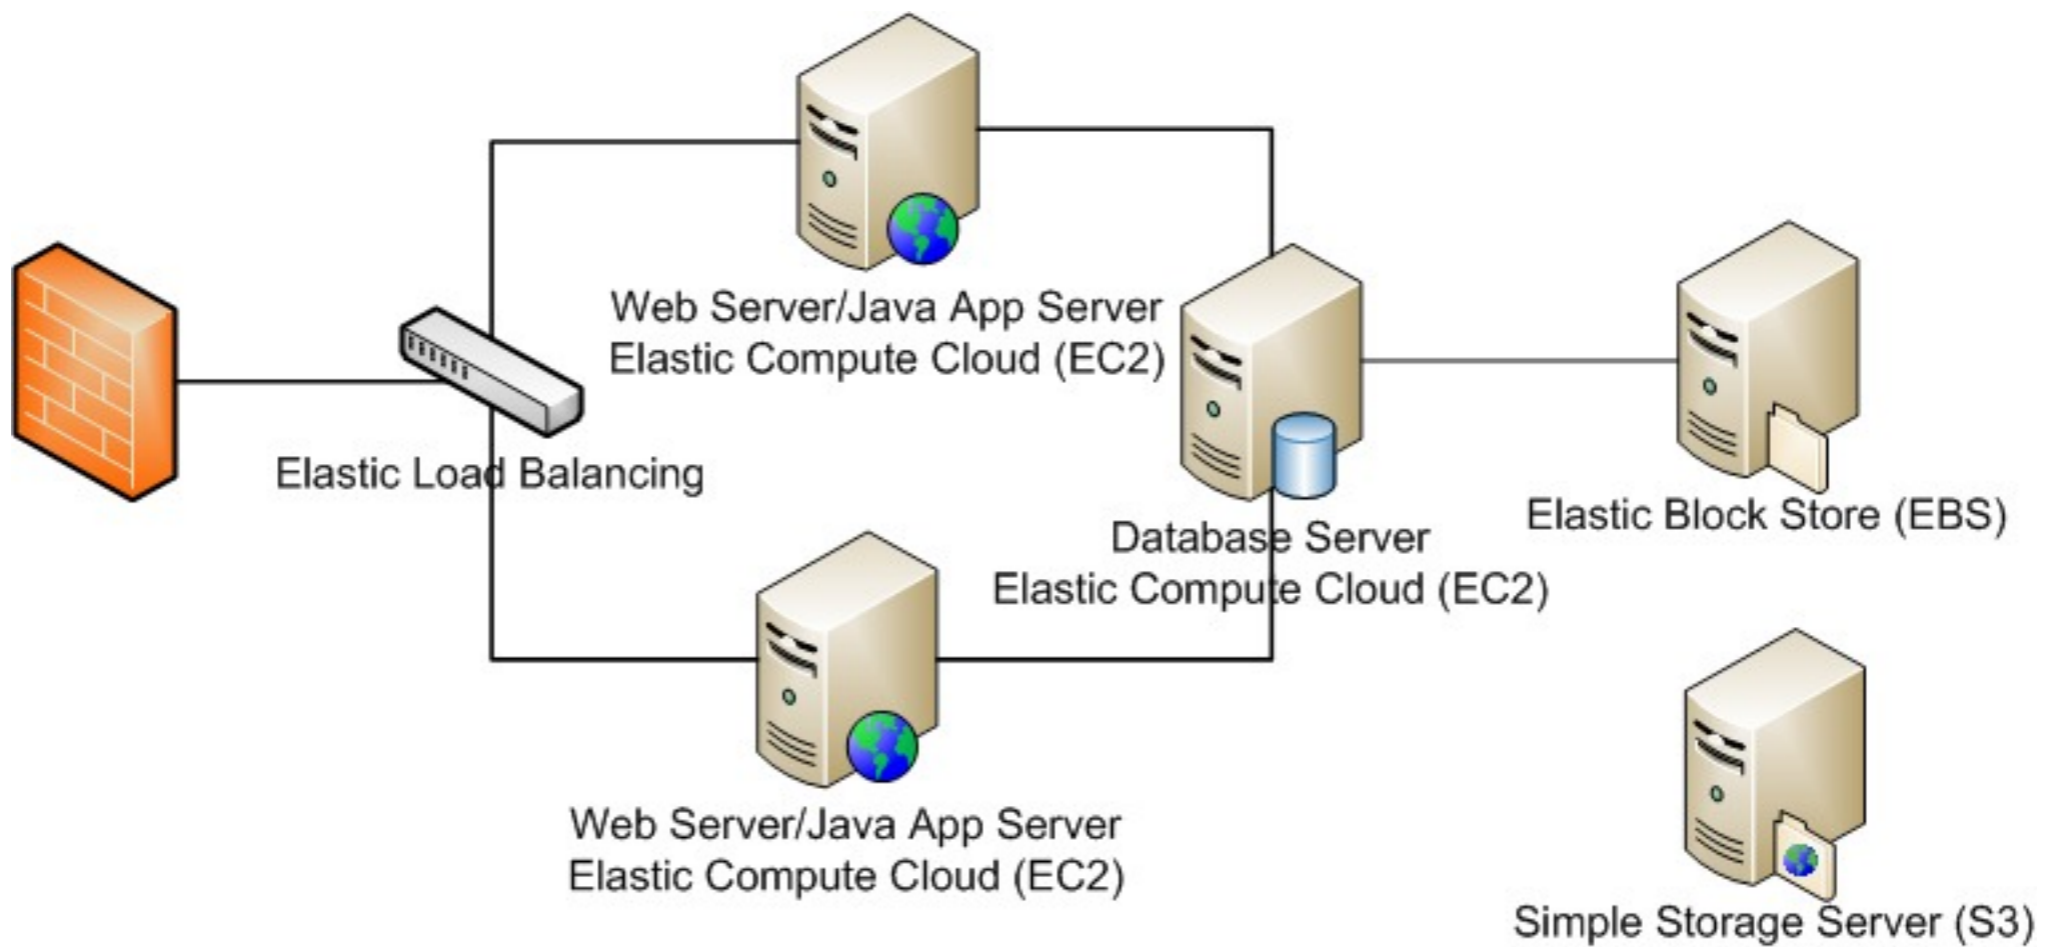 Web Server/Java App Server
Elastic Compute Cloud (EC2)
Elastic Load Balancing
Database Server
Elastic Compute Cloud (EC2)
Elastic Block Store (EBS)
Web Server/Java App Server
Elastic Compute Cloud (EC2)
Simple Storage Server (S3)